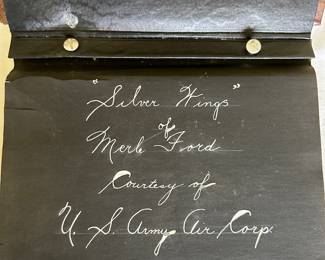 "Silver Wings"
of
Merle Ford
Courtesy of
U. S. Army Air Corp.